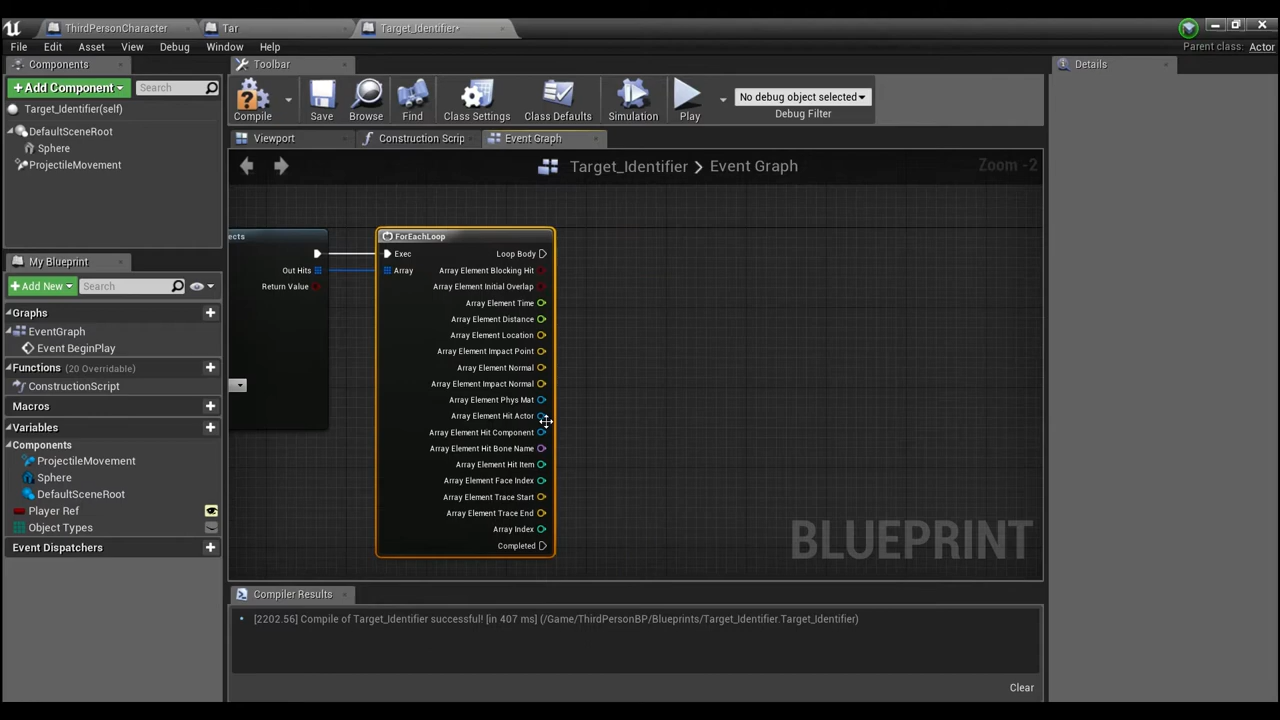 ThirdPersonCharacter
Tar
Target_Identifier*
File
Edit
Asset
View
Debug
Window
Help
Parent class:
Actor
Components
+ Add Component
Search
Target_Identifier(self)
DefaultSceneRoot
Sphere
ProjectileMovement
Toolbar
Compile
Save
Browse
Find
Class Settings
Class Defaults
Simulation
Play
No debug object selected
Debug Filter
Details
Viewport
Construction Scrip
Event Graph
Target_Identifier > Event Graph
Zoom -2
My Blueprint
+ Add New
Search
Graphs
EventGraph
Event BeginPlay
Functions (20 Overridable)
ConstructionScript
Macros
Variables
Components
ProjectileMovement
Sphere
DefaultSceneRoot
Player Ref
Object Types
Event Dispatchers
ects
Out Hits
Return Value
ForEachLoop
Exec
Loop Body
Array
Array Element Blocking Hit
Array Element Initial Overlap
Array Element Time
Array Element Distance
Array Element Location
Array Element Impact Point
Array Element Normal
Array Element Impact Normal
Array Element Phys Mat
Array Element Hit Actor
Array Element Hit Component
Array Element Hit Bone Name
Array Element Hit Item
Array Element Face Index
Array Element Trace Start
Array Element Trace End
Array Index
Completed
BLUEPRINT
Compiler Results
[2202.56] Compile of Target_Identifier successful! [in 407 ms] (/Game/ThirdPersonBP/Blueprints/Target_Identifier.Target_Identifier)
Clear